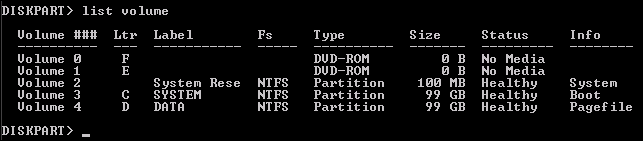 DISKPART> list volume
Volume ### Ltr Label Fs Type Size Status Info
---------- --- ----------- ----- ---------- ------- --------- --------
Volume 0 F DVD-ROM 0 B No Media
Volume 1 E DVD-ROM 0 B No Media
Volume 2 System Rese NTFS Partition 100 MB Healthy System
Volume 3 C SYSTEM NTFS Partition 99 GB Healthy Boot
Volume 4 D DATA NTFS Partition 99 GB Healthy Pagefile
DISKPART> _